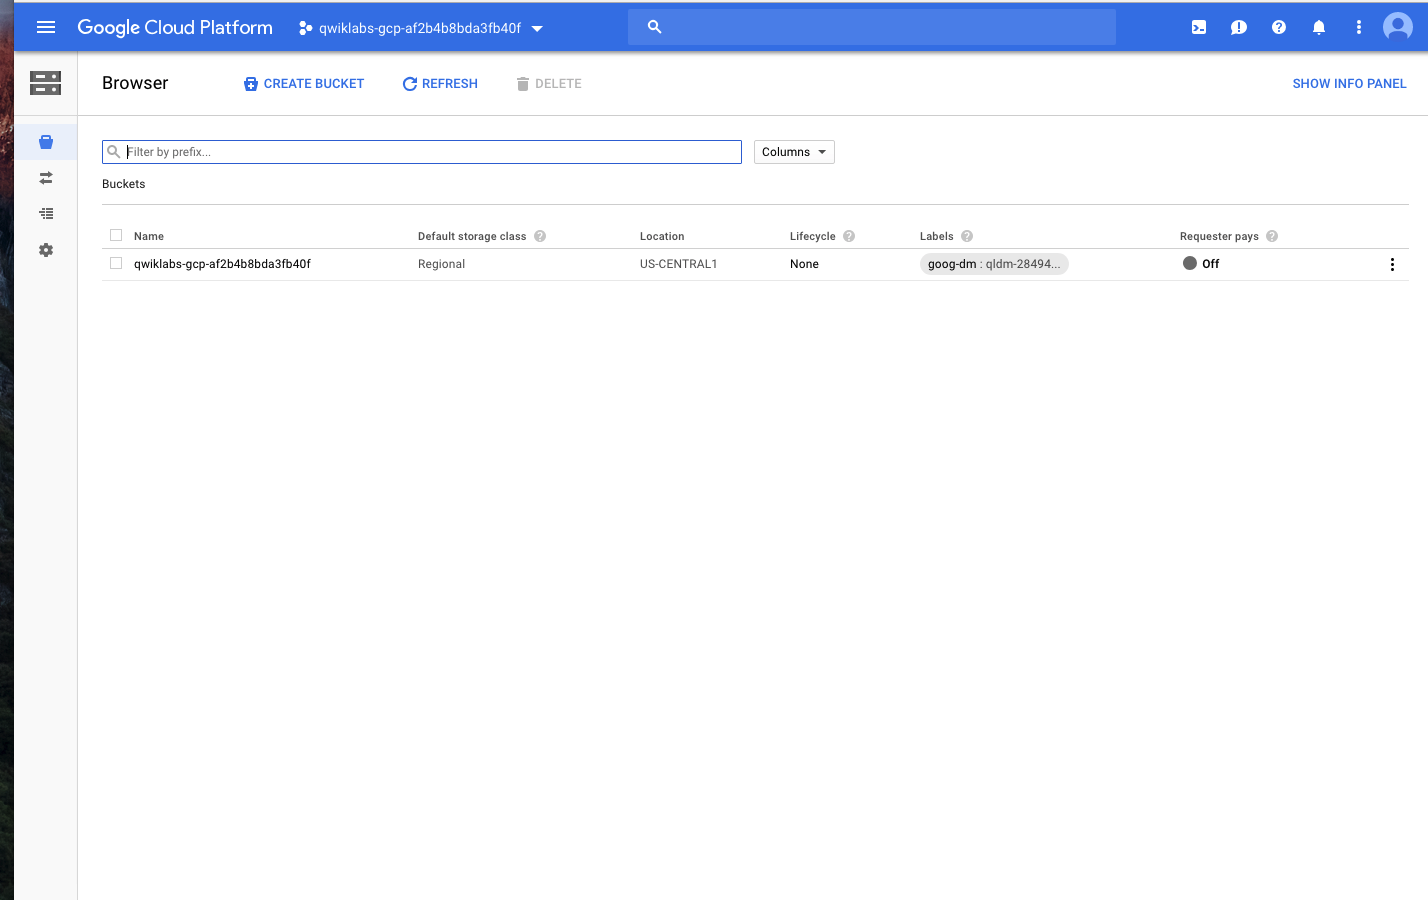 Google Cloud Platform qwiklabs-gcp-af2b4b8bda3fb40f
Browser CREATE BUCKET REFRESH DELETE SHOW INFO PANEL
Filter by prefix... Columns
Buckets
Name Default storage class Location Lifecycle Labels Requester pays
qwiklabs-gcp-af2b4b8bda3fb40f Regional US-CENTRAL1 None goog-dm : qldm-28494... Off